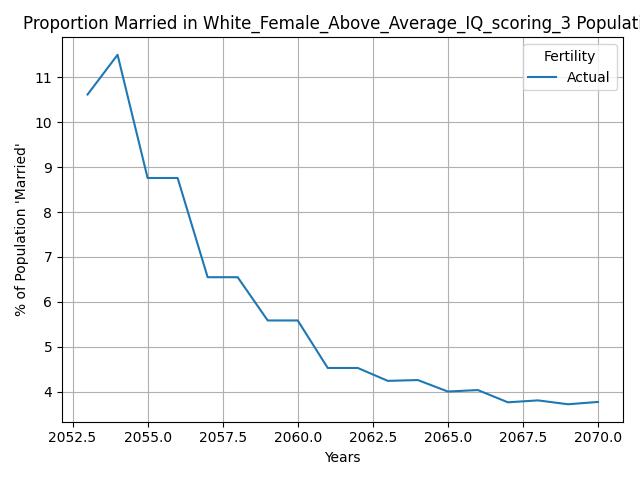 Proportion Married in White_Female_Above_Average_IQ_scoring_3 Populati
Fertility
Actual
11
10
9
8
7
6
5
4
% of Population 'Married'
2052.5 2055.0 2057.5 2060.0 2062.5 2065.0 2067.5 2070.0
Years